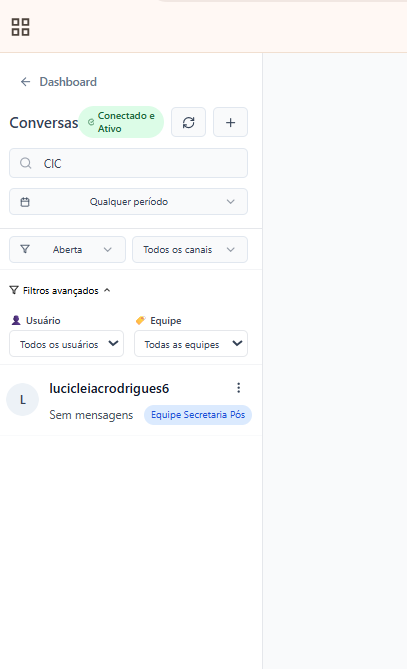 Dashboard
Conversas
Conectado e
Ativo
CIC
Qualquer período
Aberta
Todos os canais
Filtros avançados
Usuário
Equipe
Todos os usuários
Todas as equipes
L
lucicleiacrodrigues6
Sem mensagens
Equipe Secretaria Pós